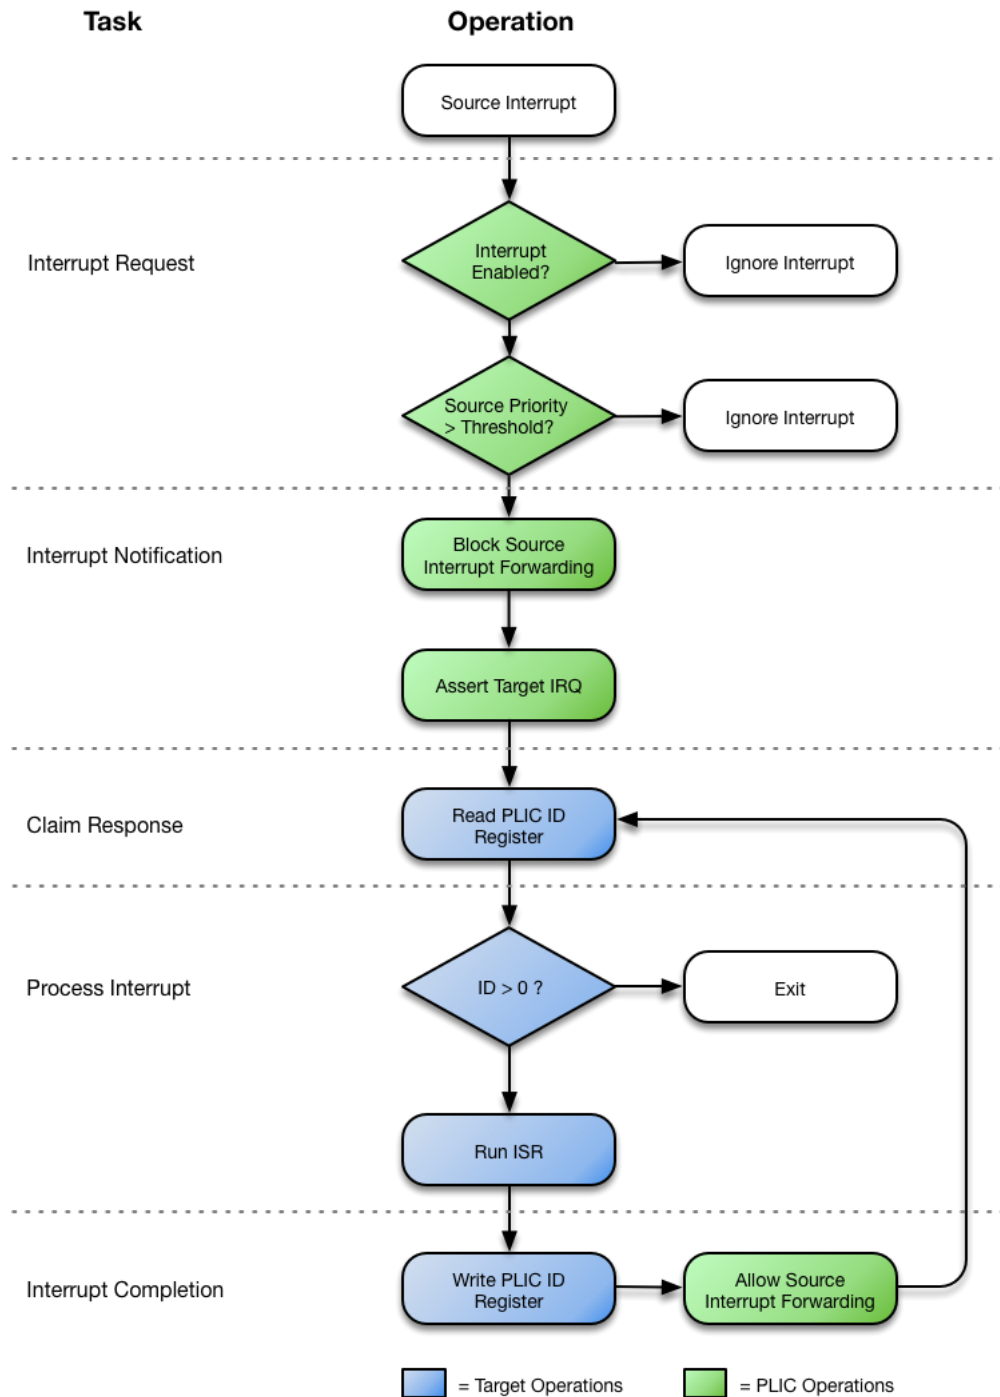 Task
Operation
Source Interrupt
Interrupt Request
Interrupt
Enabled?
Ignore Interrupt
Source Priority
> Threshold?
Ignore Interrupt
Interrupt Notification
Block Source
Interrupt Forwarding
Assert Target IRQ
Claim Response
Read PLIC ID
Register
Process Interrupt
ID > 0 ?
Exit
Run ISR
Interrupt Completion
Write PLIC ID
Register
Allow Source
Interrupt Forwarding
= Target Operations
= PLIC Operations